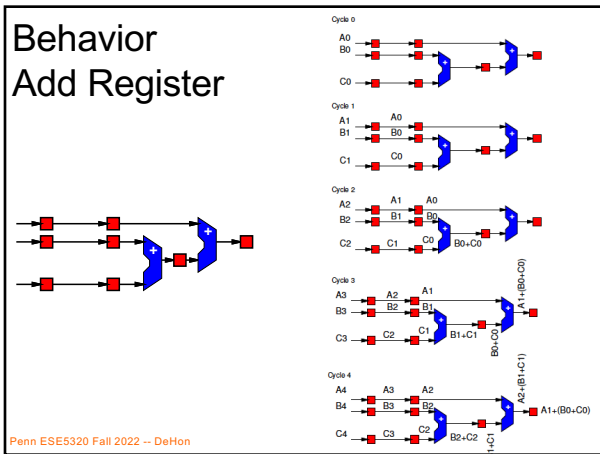 Behavior
Add Register
Cycle 0
A0
B0
C0
Cycle 1
A1 A0
B1 B0
C1 C0
Cycle 2
A2 A1 A0
B2 B1 B0
C2 C1 C0 B0+C0
Cycle 3
A3 A2 A1
B3 B2 B1
C3 C2 C1 B1+C1 B0+C0 A1+(B0+C0)
Cycle 4
A4 A3 A2
B4 B3 B2
C4 C3 C2 B2+C2 1+C1 A2+(B1+C1) A1+(B0+C0)
Penn ESE5320 Fall 2022 -- DeHon